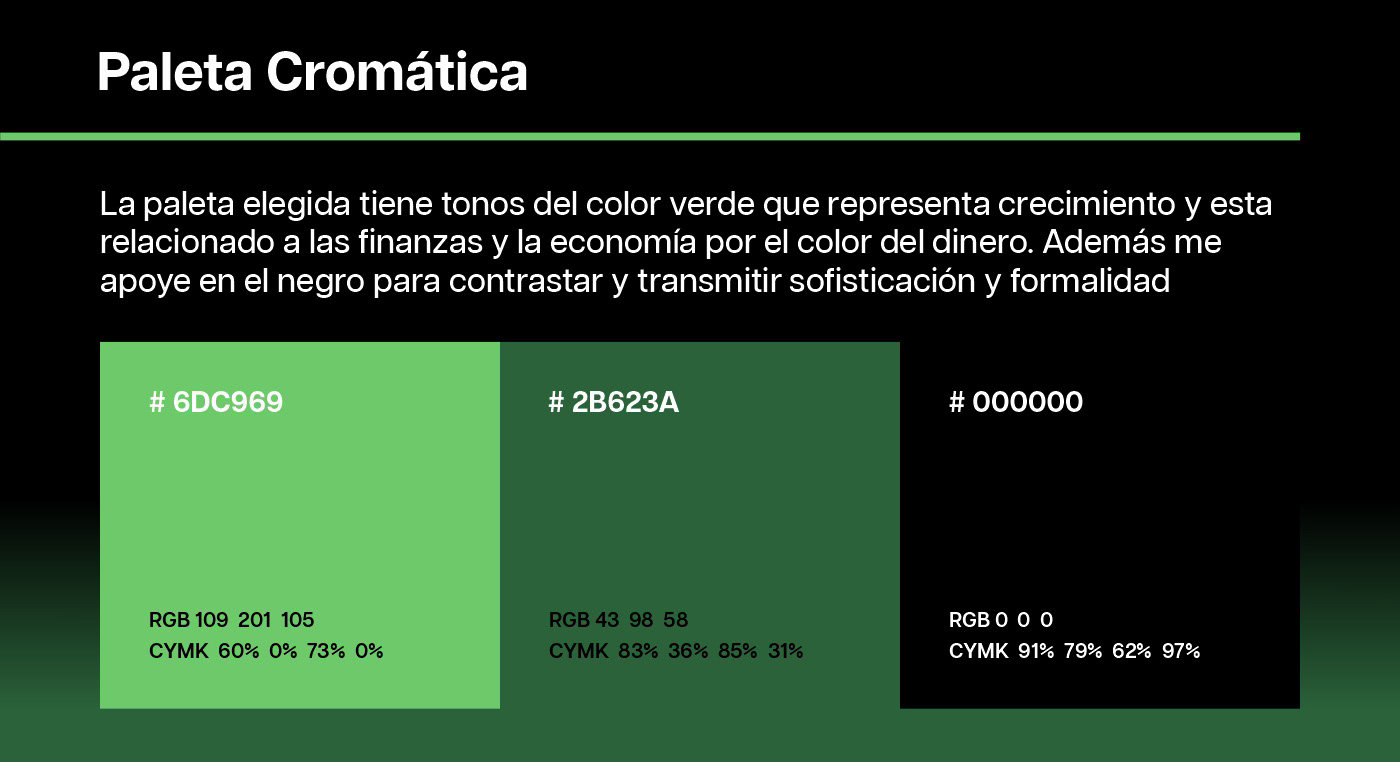 Paleta Cromática
La paleta elegida tiene tonos del color verde que representa crecimiento y esta
relacionado a las finanzas y la economía por el color del dinero. Además me
apoye en el negro para contrastar y transmitir sofisticación y formalidad
# 6DC969
RGB 109 201 105
CYMK 60% 0% 73% 0%
# 2B623A
RGB 43 98 58
CYMK 83% 36% 85% 31%
# 000000
RGB 0 0 0
CYMK 91% 79% 62% 97%